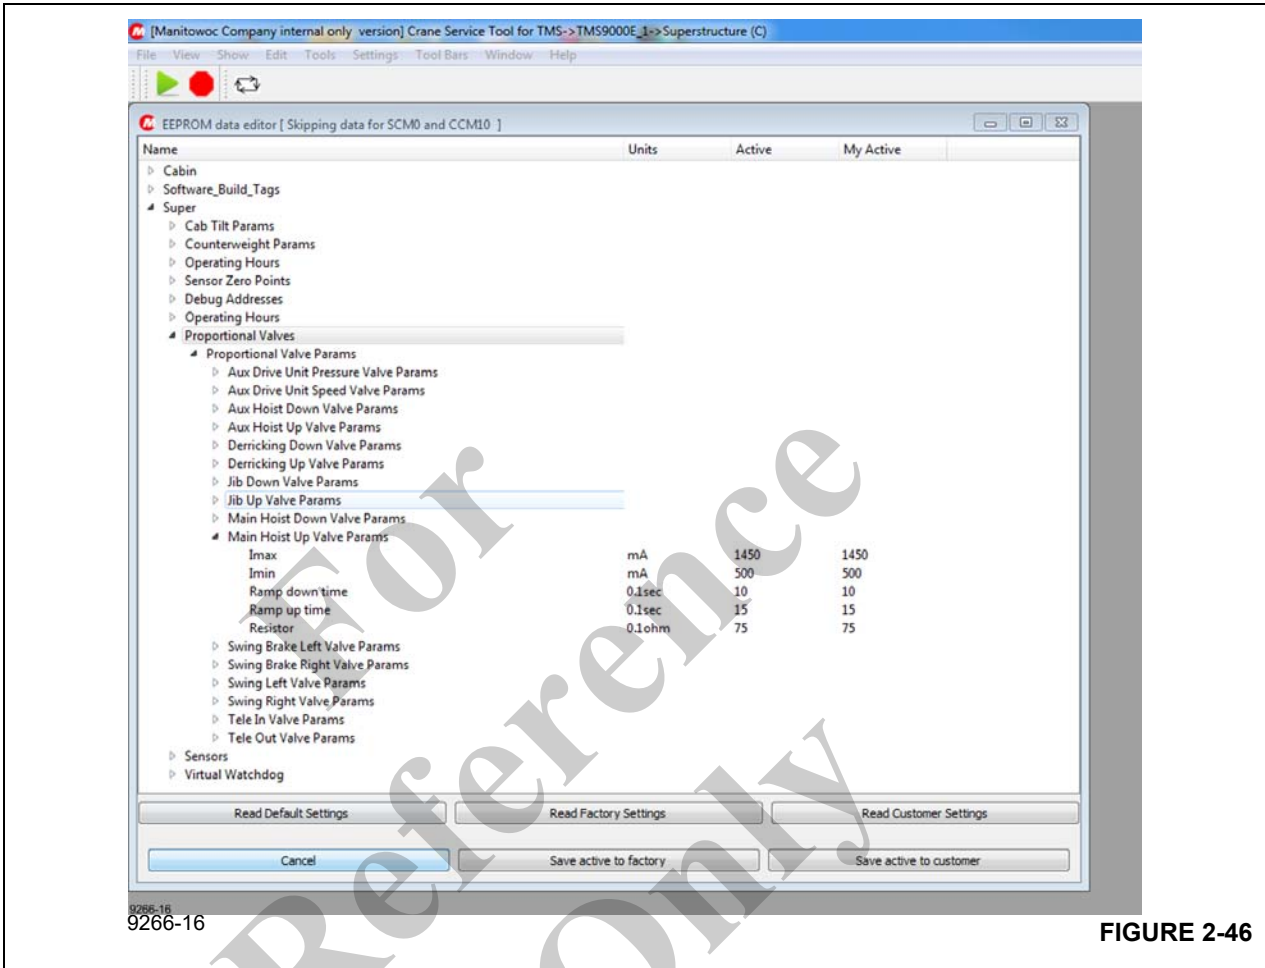 [Manitowoc Company internal only version] Crane Service Tool for TMS->TMS9000E_1->Superstructure (C)
File View Show Edit Tools Settings Tool Bars Window Help
EEPROM data editor [ Skipping data for SCM0 and CCM10 ]
Name Units Active My Active
Cabin
Software_Build_Tags
Super
Cab Tilt Params
Counterweight Params
Operating Hours
Sensor Zero Points
Debug Addresses
Operating Hours
Proportional Valves
Proportional Valve Params
Aux Drive Unit Pressure Valve Params
Aux Drive Unit Speed Valve Params
Aux Hoist Down Valve Params
Aux Hoist Up Valve Params
Derricking Down Valve Params
Derricking Up Valve Params
Jib Down Valve Params
Jib Up Valve Params
Main Hoist Down Valve Params
Main Hoist Up Valve Params
Imax mA 1450 1450
Imin mA 500 500
Ramp down time 0.1sec 10 10
Ramp up time 0.1sec 15 15
Resistor 0.1ohm 75 75
Swing Brake Left Valve Params
Swing Brake Right Valve Params
Swing Left Valve Params
Swing Right Valve Params
Tele In Valve Params
Tele Out Valve Params
Sensors
Virtual Watchdog
Read Default Settings Read Factory Settings Read Customer Settings
Cancel Save active to factory Save active to customer
9266-16
9266-16
FIGURE 2-46
For
Reference
Only